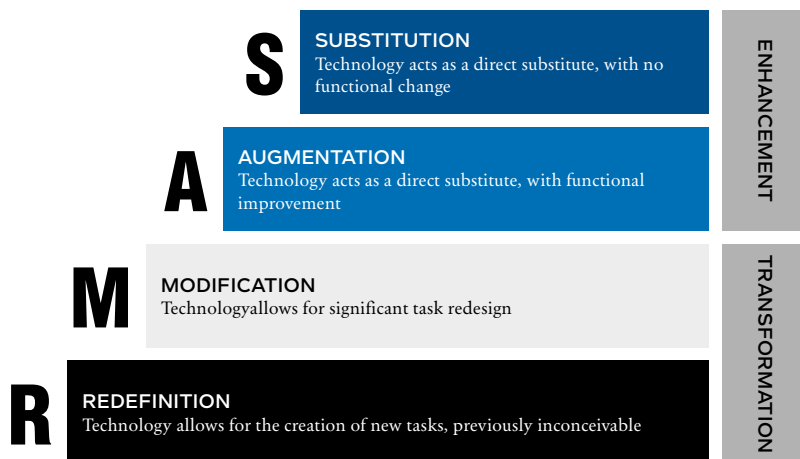 S
SUBSTITUTION
Technology acts as a direct substitute, with no
functional change
A
AUGMENTATION
Technology acts as a direct substitute, with functional
improvement
ENHANCEMENT
M
MODIFICATION
Technologyallows for significant task redesign
R
REDEFINITION
Technology allows for the creation of new tasks, previously inconceivable
TRANSFORMATION